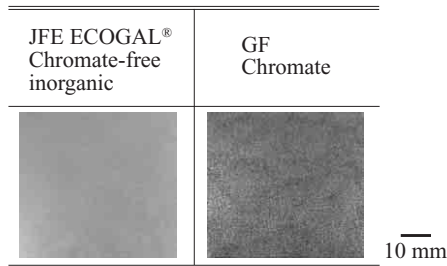 JFE ECOGAL®
Chromate-free
inorganic
GF
Chromate
10 mm